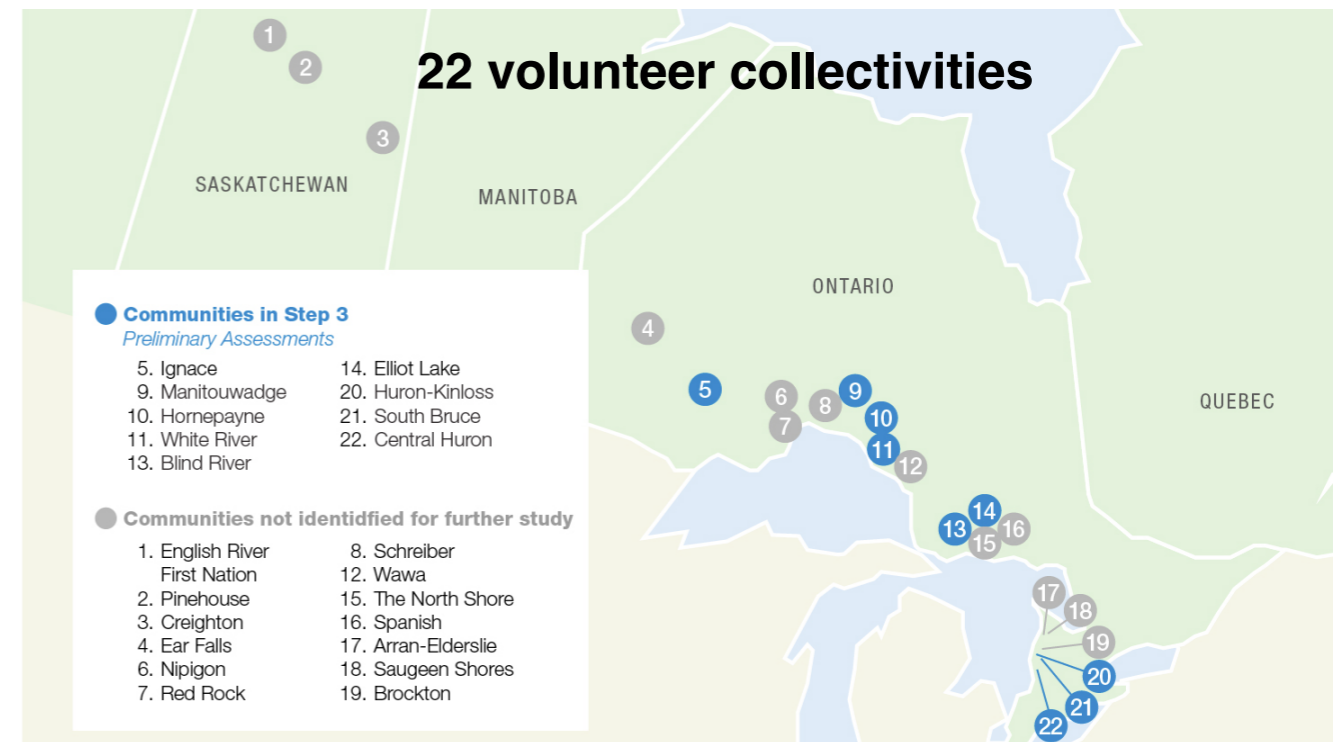 22 volunteer collectivities
1
2
3
SASKATCHEWAN
MANITOBA
ONTARIO
QUEBEC
4
5
6
7
8
9
10
11
12
13
14
15
16
17
18
19
20
21
22
Communities in Step 3
Preliminary Assessments
5. Ignace
9. Manitouwadge
10. Hornepayne
11. White River
13. Blind River
14. Elliot Lake
20. Huron-Kinloss
21. South Bruce
22. Central Huron
Communities not identidfied for further study
1. English River
First Nation
2. Pinehouse
3. Creighton
4. Ear Falls
6. Nipigon
7. Red Rock
8. Schreiber
12. Wawa
15. The North Shore
16. Spanish
17. Arran-Elderslie
18. Saugeen Shores
19. Brockton